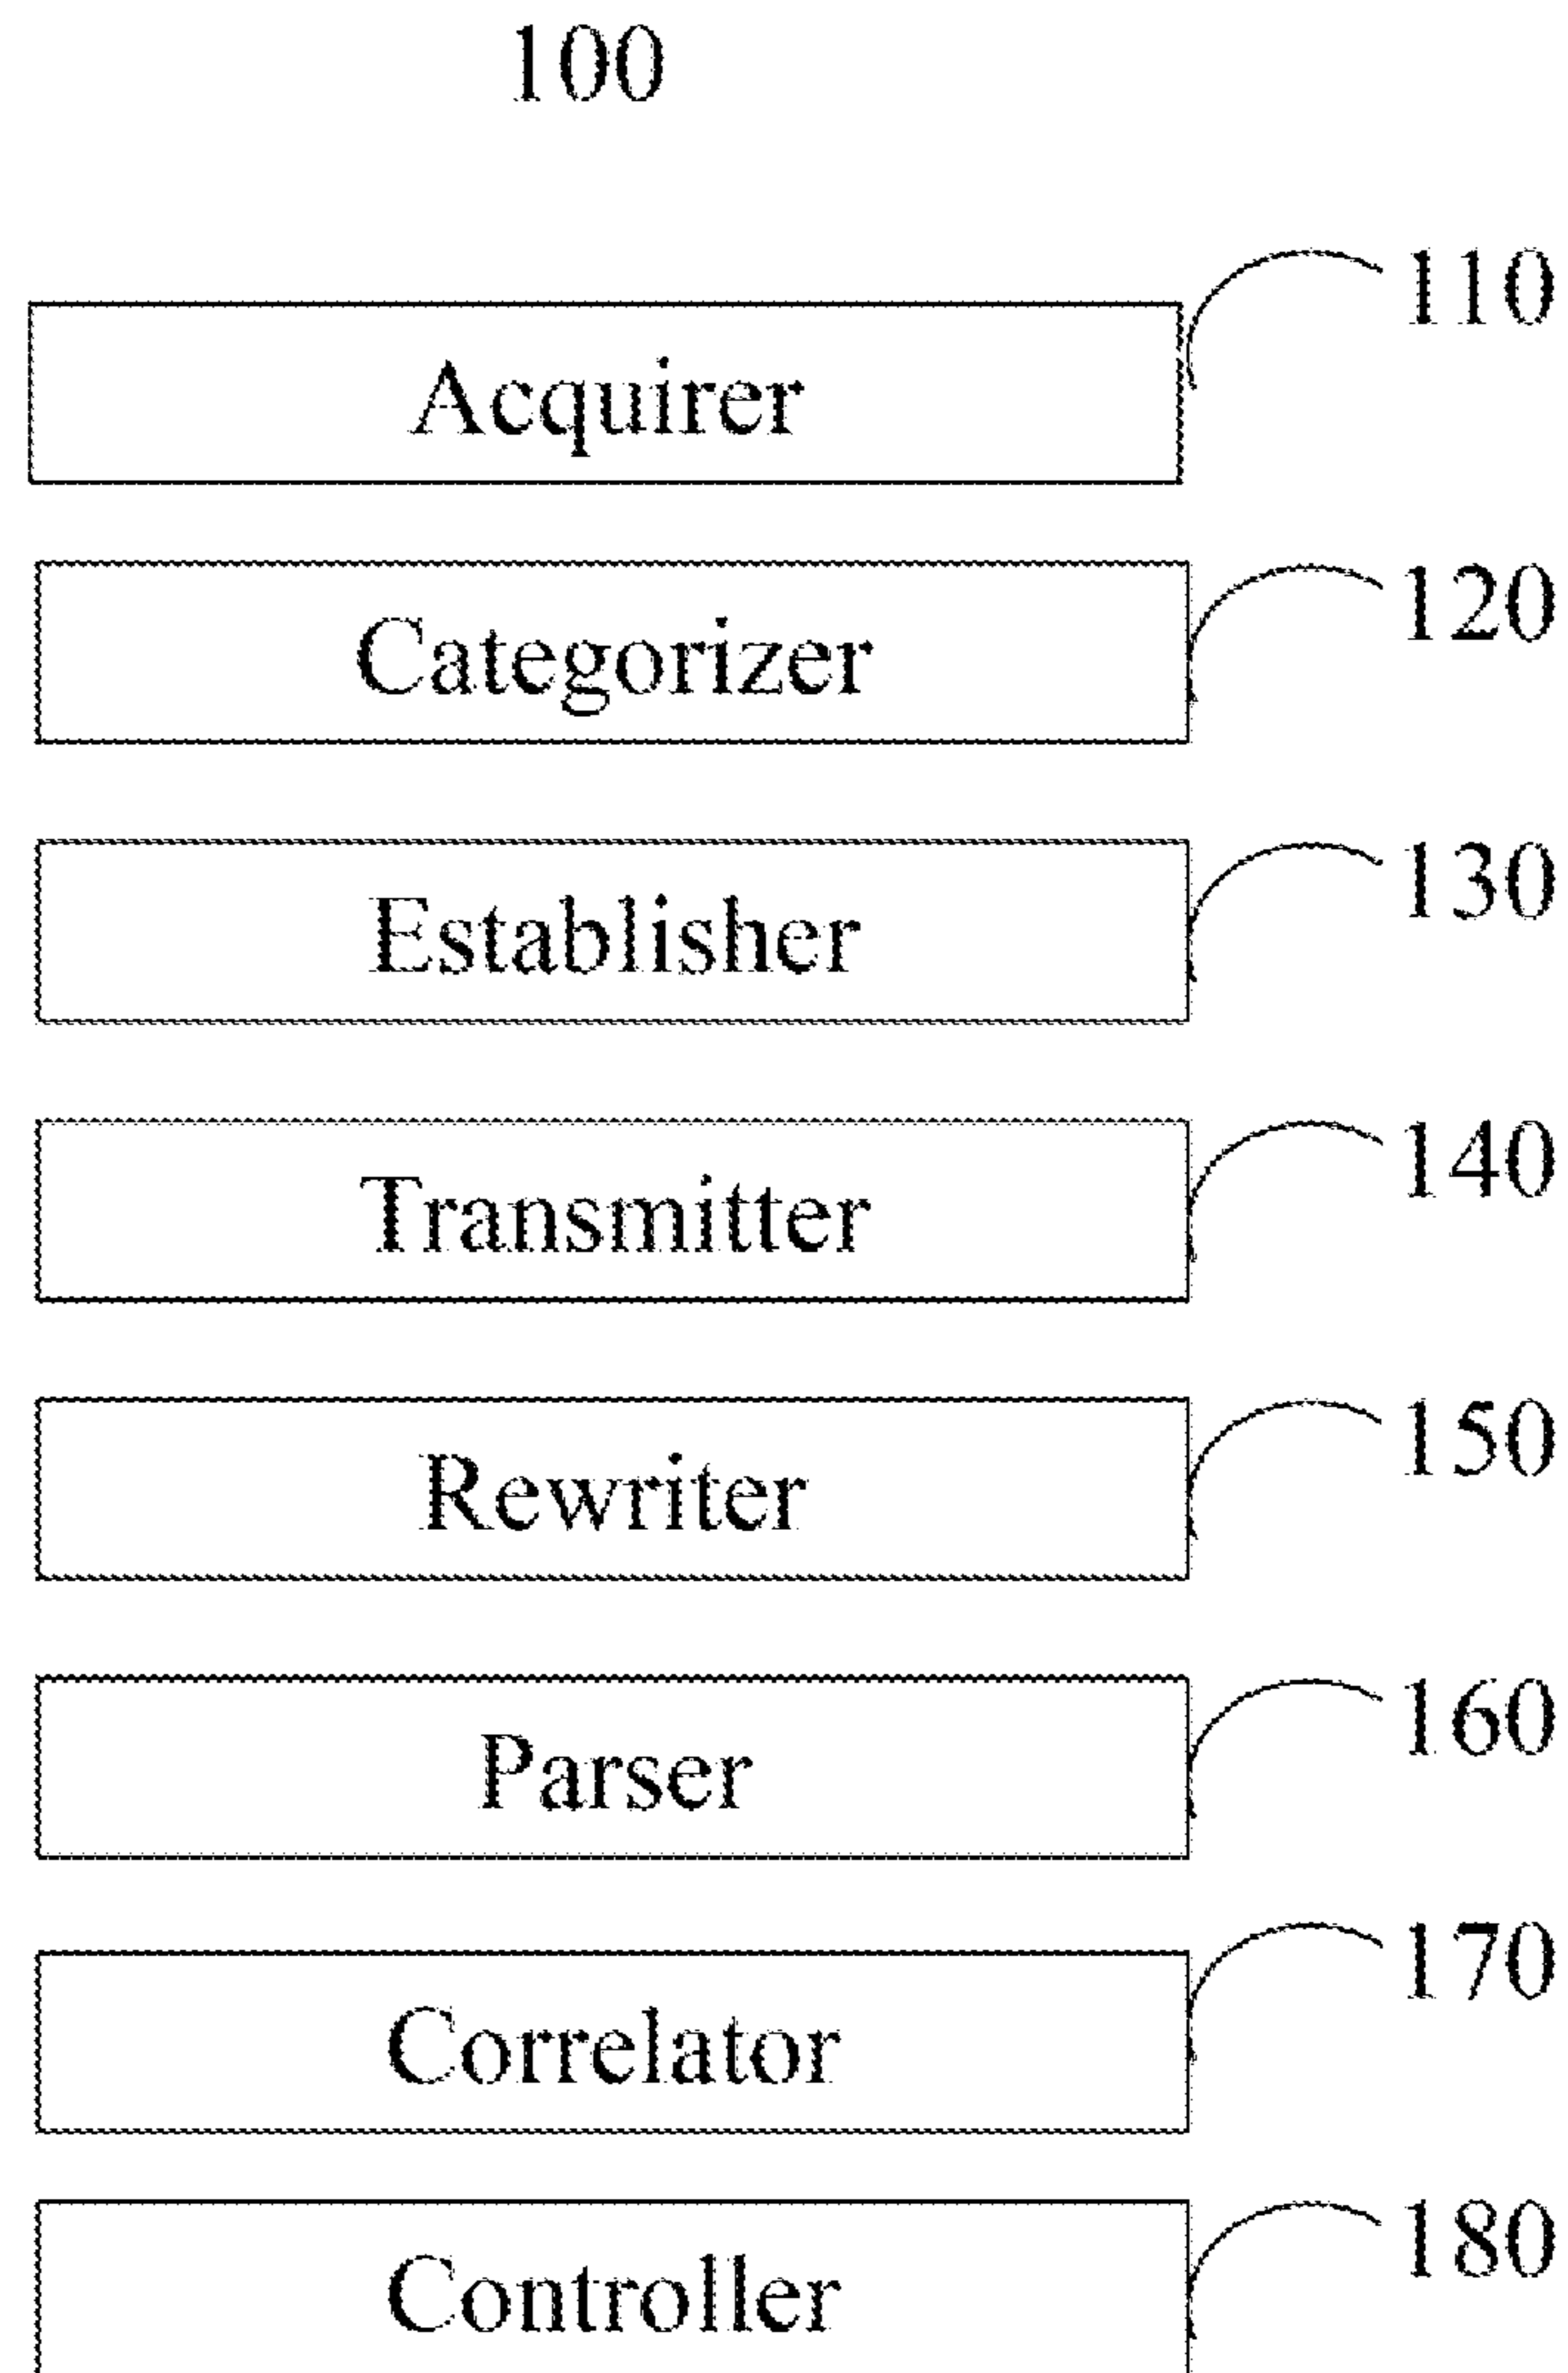 100
110
Acquirer
120
Categorizer
130
Establisher
140
Transmitter
150
Rewriter
160
Parser
170
Correlator
180
Controller